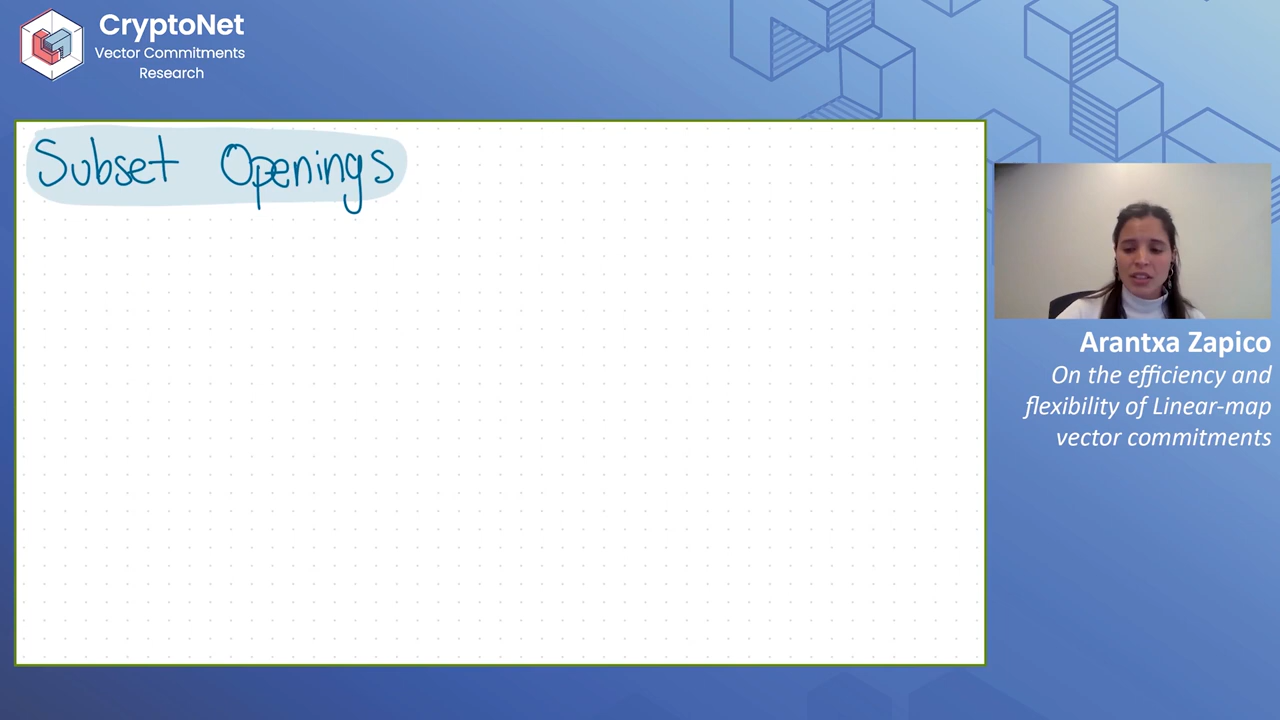 CryptoNet
Vector Commitments
Research
Subset Openings
Arantxa Zapico
On the efficiency and
flexibility of Linear-map
vector commitments